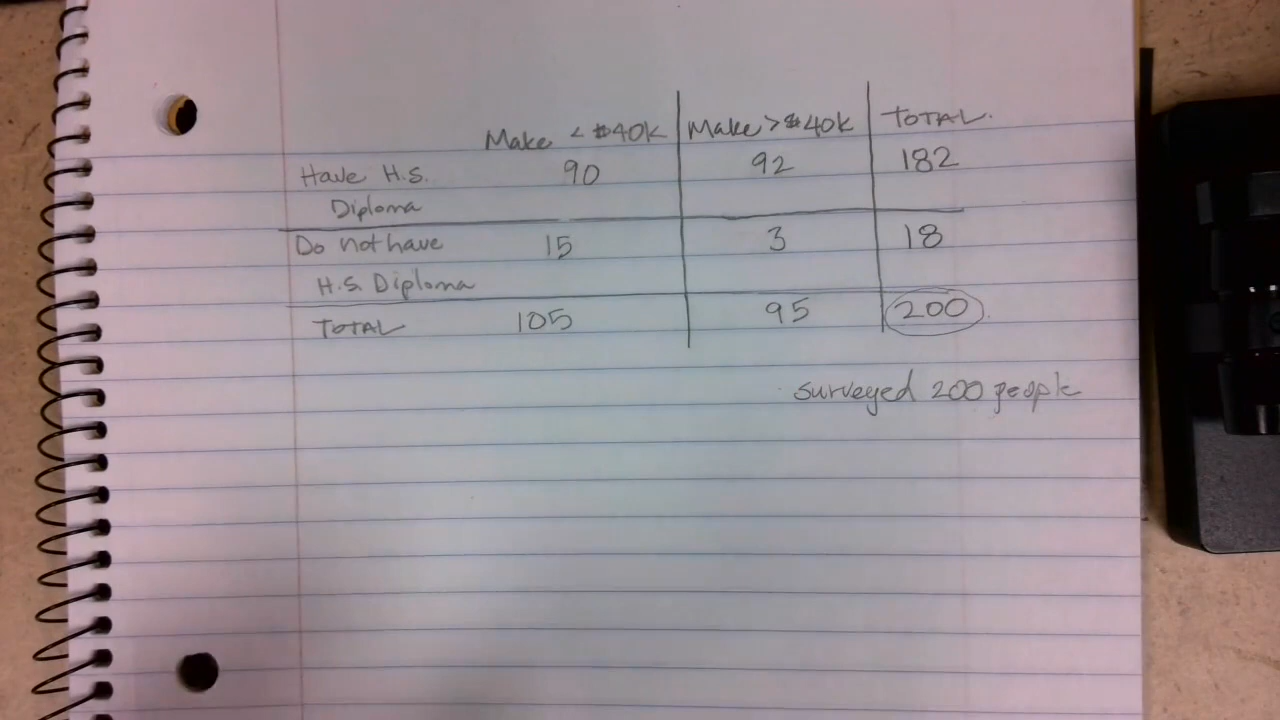 Make < $40K Make > $40K TOTAL.
Have H.S. 90 92 182
Diploma
Do not have 15 3 18
H.S. Diploma
TOTAL 105 95 200
surveyed 200 people